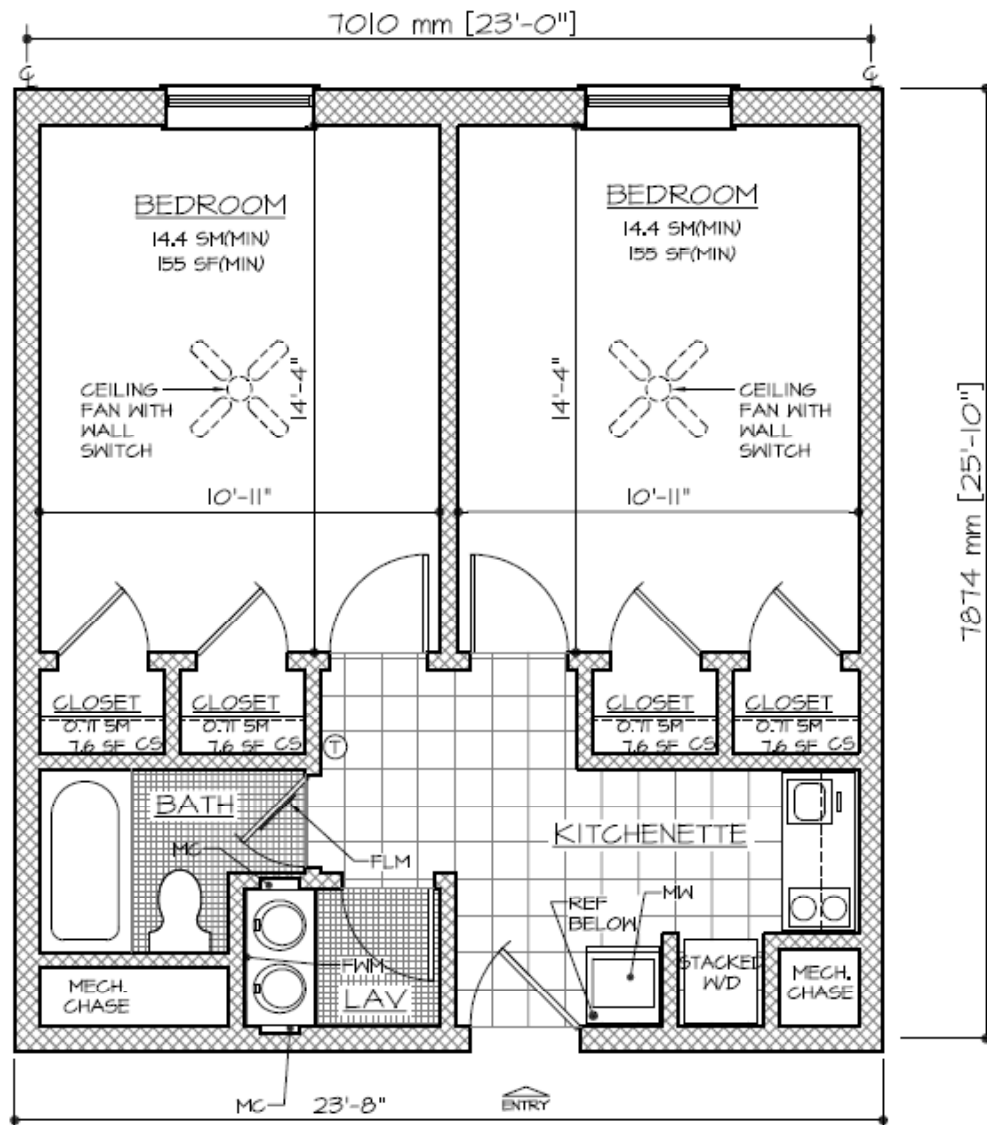 7010 mm [23'-0"]
℄
℄
BEDROOM
14.4 SM(MIN)
155 SF(MIN)
BEDROOM
14.4 SM(MIN)
155 SF(MIN)
CEILING
FAN WITH
WALL
SWITCH
14'-4"
14'-4"
CEILING
FAN WITH
WALL
SWITCH
7874 mm [25'-10"]
10'-11"
10'-11"
CLOSET
0.71 SM
7.6 SF CS
CLOSET
0.71 SM
7.6 SF CS
CLOSET
0.71 SM
7.6 SF CS
CLOSET
0.71 SM
7.6 SF CS
T
BATH
KITCHENETTE
MC
FLM
REF
BELOW
MW
FWM
STACKED
W/D
MECH.
CHASE
MECH.
CHASE
LAV
MC
23'-8"
ENTRY